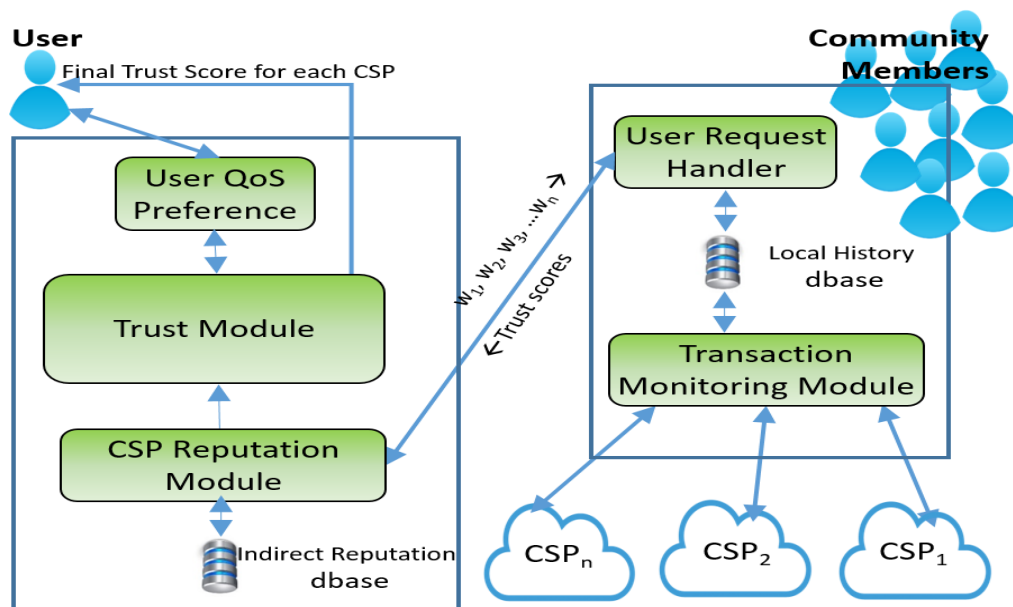 User
Final Trust Score for each CSP
User QoS
Preference
Trust Module
CSP Reputation
Module
Indirect Reputation
dbase
w₁, w₂, w₃, ...wₙ →
← Trust scores
Community
Members
User Request
Handler
Local History
dbase
Transaction
Monitoring Module
CSPₙ
CSP₂
CSP₁